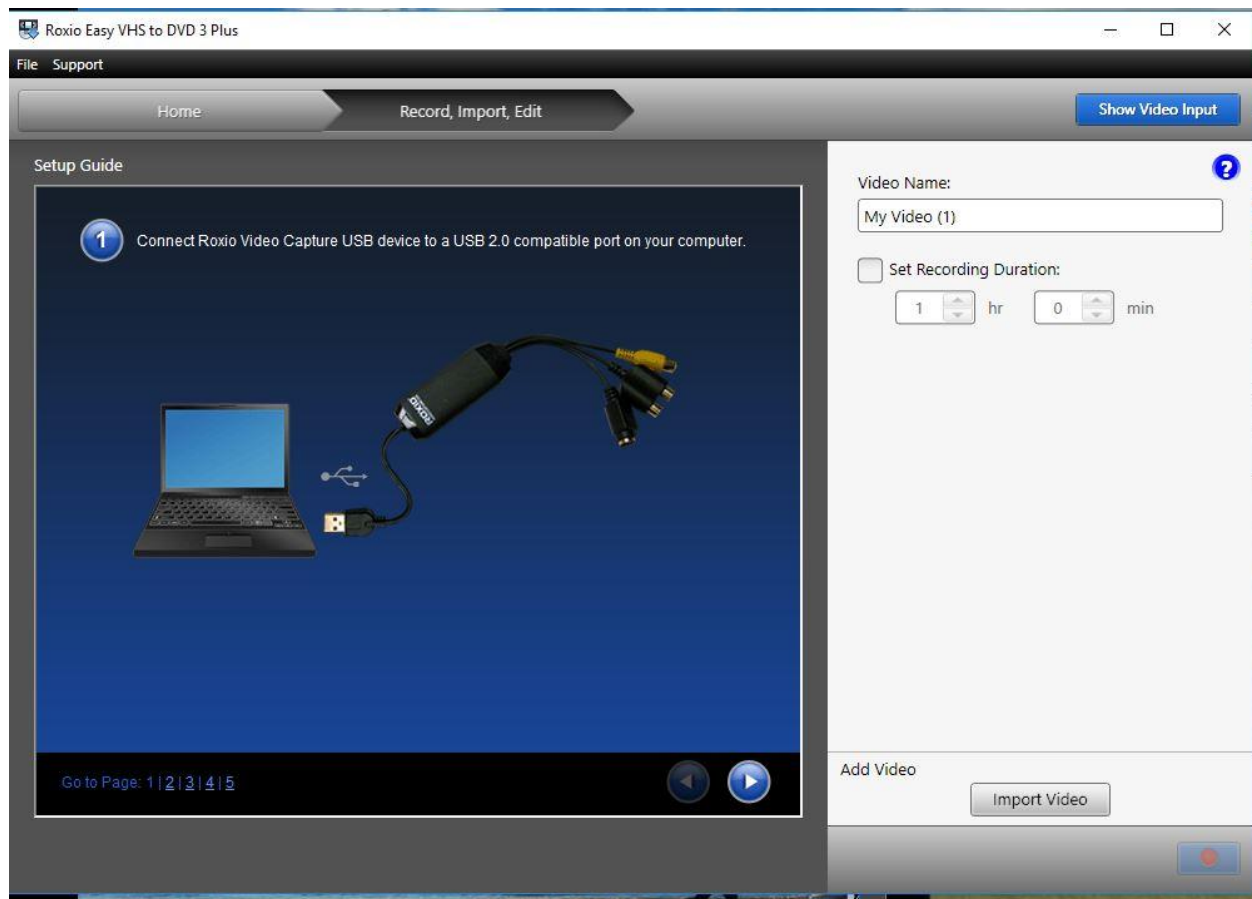 Roxio Easy VHS to DVD 3 Plus
File Support
Home Record, Import, Edit Show Video Input
Setup Guide
1 Connect Roxio Video Capture USB device to a USB 2.0 compatible port on your computer.
ROXIO
Go to Page: 1 | 2 | 3 | 4 | 5
?
Video Name:
My Video (1)
Set Recording Duration:
1 hr 0 min
Add Video
Import Video